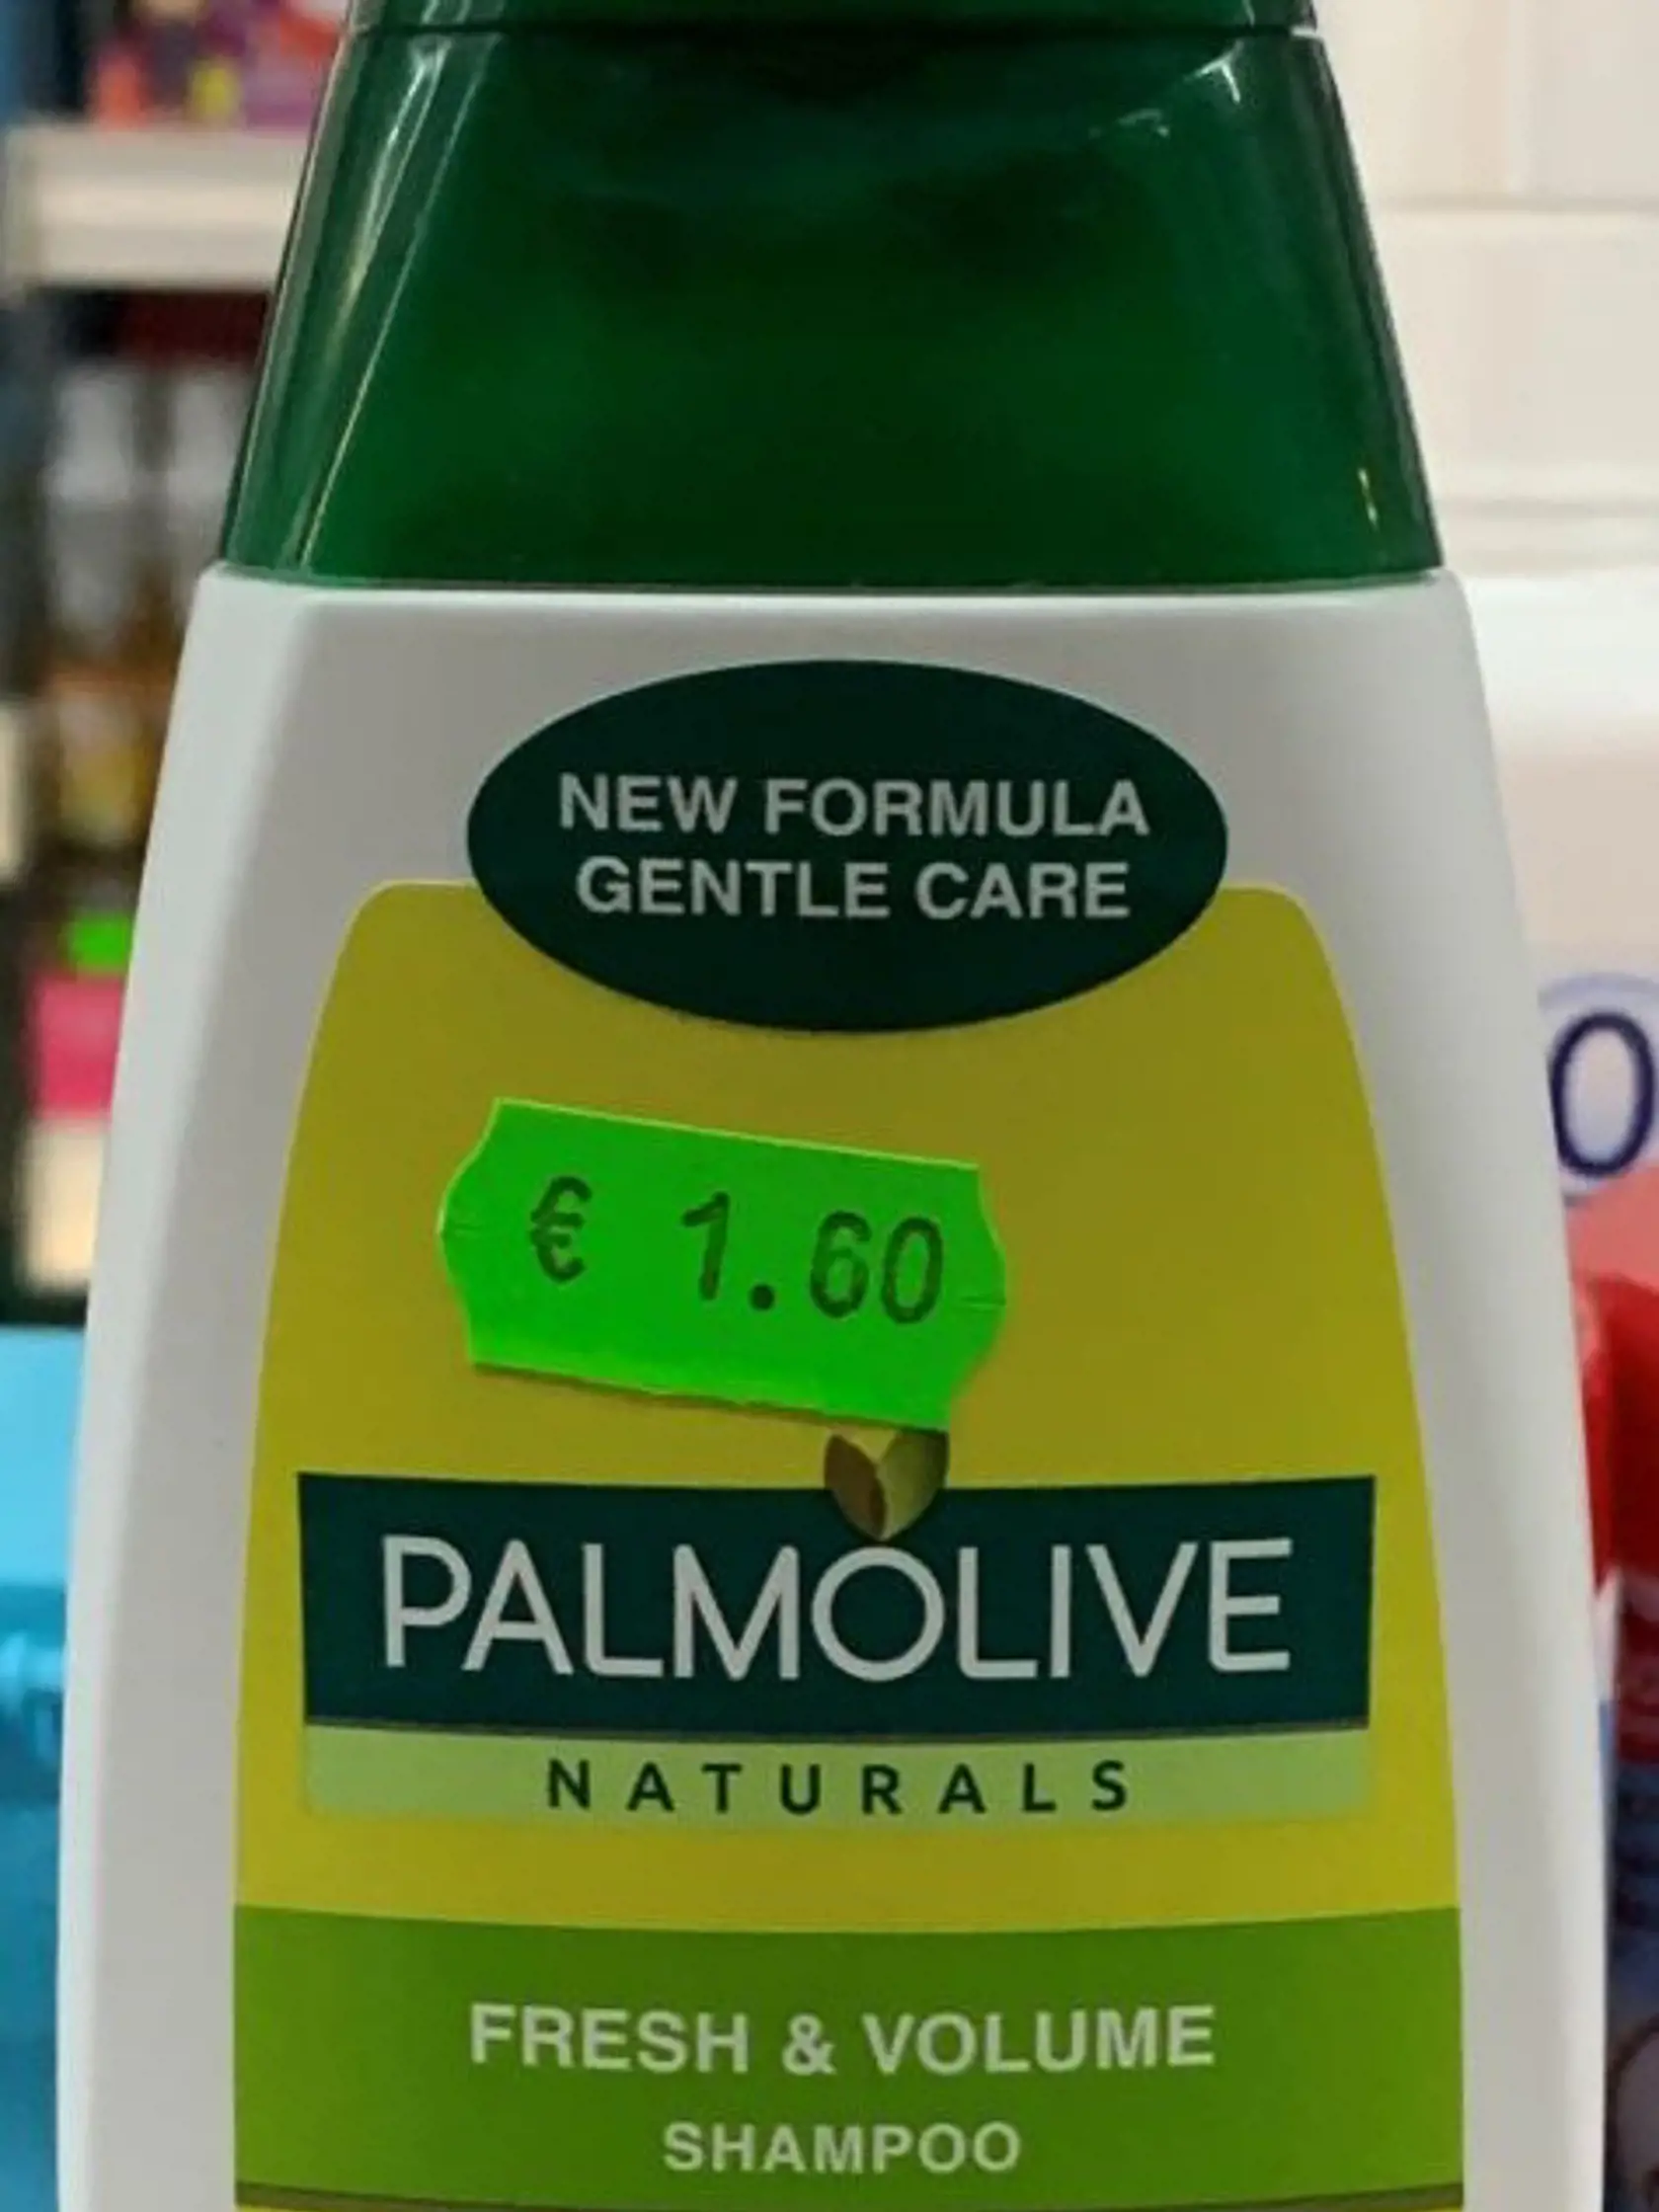 NEW FORMULA
GENTLE CARE
€ 1.60
PALMOLIVE
NATURALS
FRESH & VOLUME
SHAMPOO